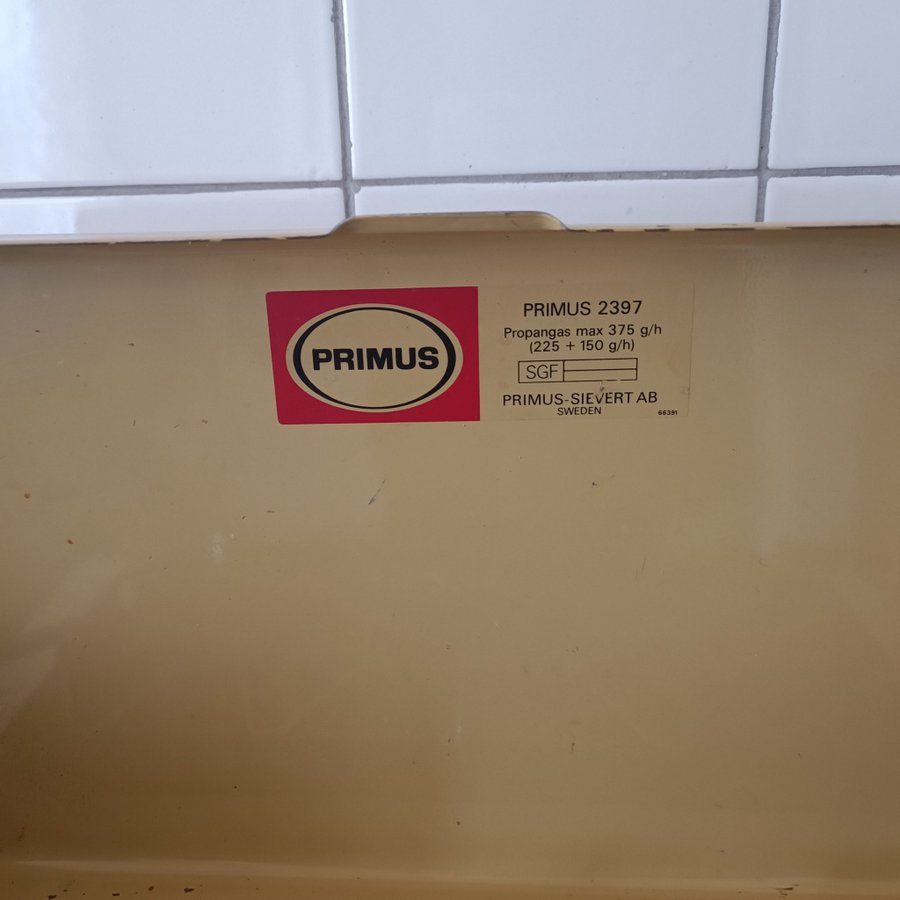 PRIMUS
PRIMUS 2397
Propangas max 375 g/h
(225 + 150 g/h)
SGF
PRIMUS-SIEVERT AB
SWEDEN
66391